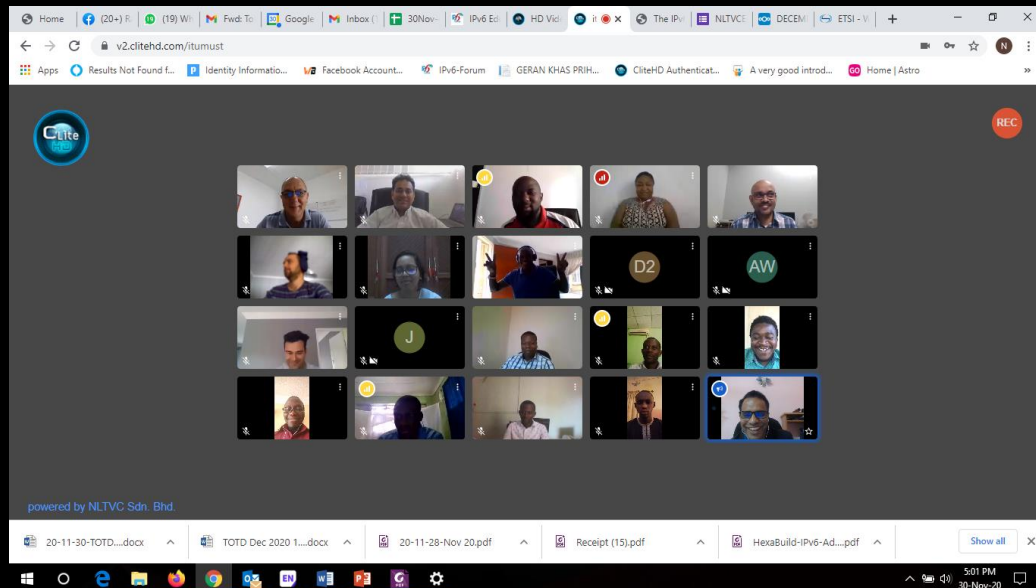 Home
(20+) F
(19) Wh
Fwd: To
Google
Inbox (
30Nov-
IPv6 Ed
HD Vide
it
The IPv
NLTVCE
DECEM
ETSI - W
v2.clitehd.com/itumust
N
Apps
Results Not Found f...
Identity Informatio...
Facebook Account...
IPv6-Forum
GERAN KHAS PRIH...
CliteHD Authenticat...
A very good introd...
Home | Astro
»
CLite
HD
REC
D2
AW
J
powered by NLTVC Sdn. Bhd.
20-11-30-TOTD....docx
TOTD Dec 2020 1....docx
20-11-28-Nov 20.pdf
Receipt (15).pdf
HexaBuild-IPv6-Ad....pdf
Show all
EN
5:01 PM
30-Nov-20